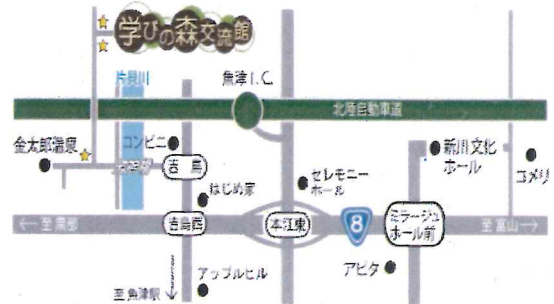 学びの森交流館
片貝川
魚津I.C.
北陸自動車道
金太郎温泉
コンビニ
吉島
新川文化
ホール
コメリ
セレモニー
ホール
はじめ家
←至黒部
吉島西
本江東
8
ミラージュ
ホール前
至富山→
アップルヒル
アピタ
至魚津駅